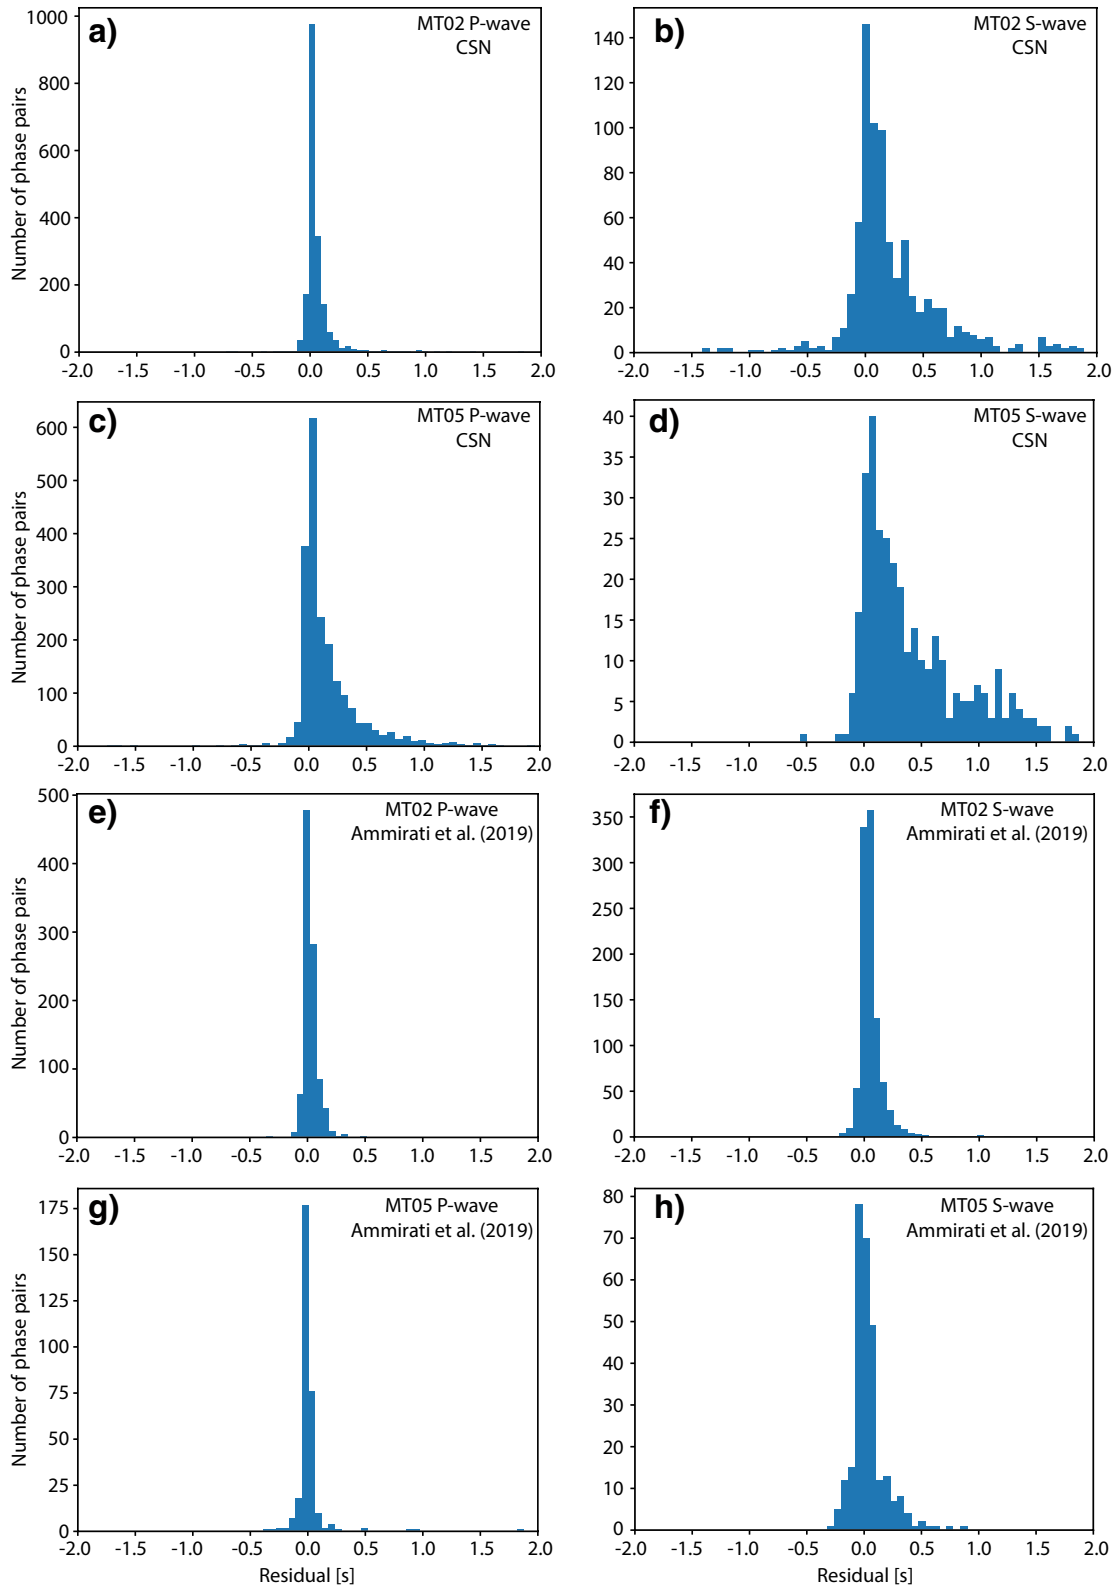 a)
MT02 P-wave
CSN
Number of phase pairs
1000
800
600
400
200
0
-2.0 -1.5 -1.0 -0.5 0.0 0.5 1.0 1.5 2.0
b)
MT02 S-wave
CSN
140
120
100
80
60
40
20
0
-2.0 -1.5 -1.0 -0.5 0.0 0.5 1.0 1.5 2.0
c)
MT05 P-wave
CSN
Number of phase pairs
600
500
400
300
200
100
0
-2.0 -1.5 -1.0 -0.5 0.0 0.5 1.0 1.5 2.0
d)
MT05 S-wave
CSN
40
35
30
25
20
15
10
5
0
-2.0 -1.5 -1.0 -0.5 0.0 0.5 1.0 1.5 2.0
e)
MT02 P-wave
Ammirati et al. (2019)
Number of phase pairs
500
400
300
200
100
0
-2.0 -1.5 -1.0 -0.5 0.0 0.5 1.0 1.5 2.0
f)
MT02 S-wave
Ammirati et al. (2019)
350
300
250
200
150
100
50
0
-2.0 -1.5 -1.0 -0.5 0.0 0.5 1.0 1.5 2.0
g)
MT05 P-wave
Ammirati et al. (2019)
Number of phase pairs
175
150
125
100
75
50
25
0
-2.0 -1.5 -1.0 -0.5 0.0 0.5 1.0 1.5 2.0
Residual [s]
h)
MT05 S-wave
Ammirati et al. (2019)
80
70
60
50
40
30
20
10
0
-2.0 -1.5 -1.0 -0.5 0.0 0.5 1.0 1.5 2.0
Residual [s]